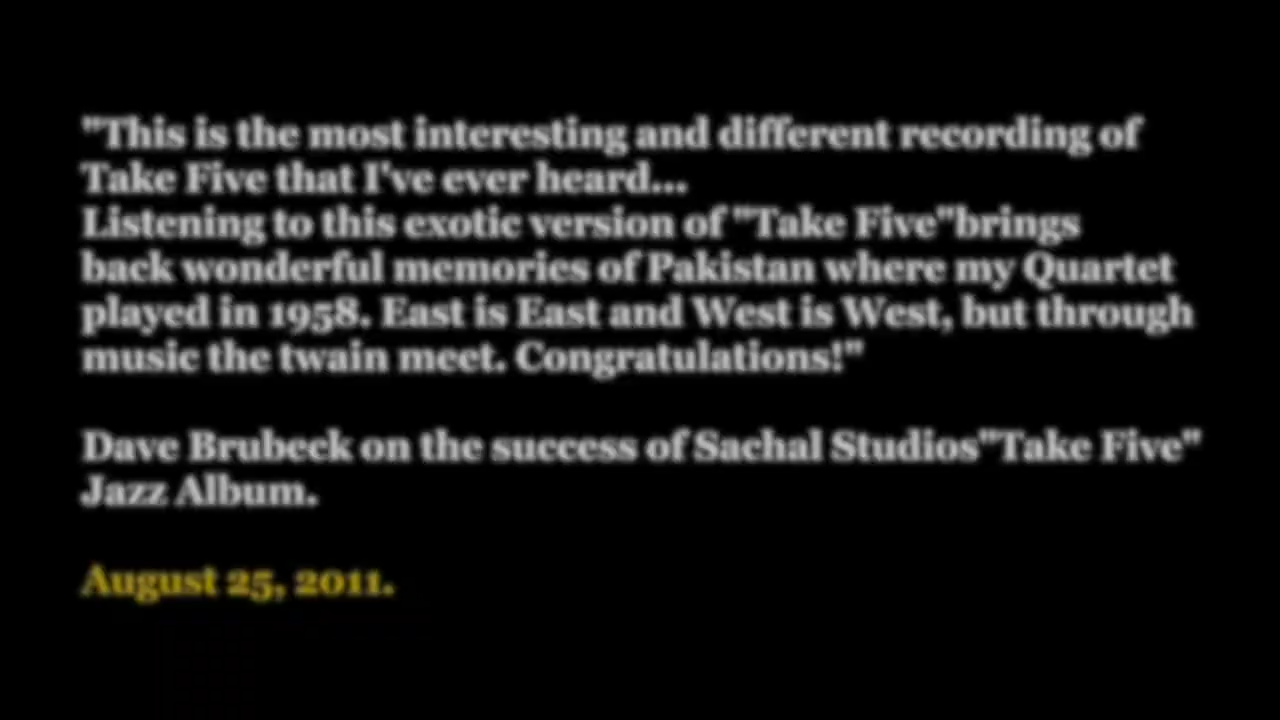 "This is the most interesting and different recording of
Take Five that I've ever heard...
Listening to this exotic version of "Take Five"brings
back wonderful memories of Pakistan where my Quartet
played in 1958. East is East and West is West, but through
music the twain meet. Congratulations!"
Dave Brubeck on the success of Sachal Studios"Take Five"
Jazz Album.
August 25, 2011.